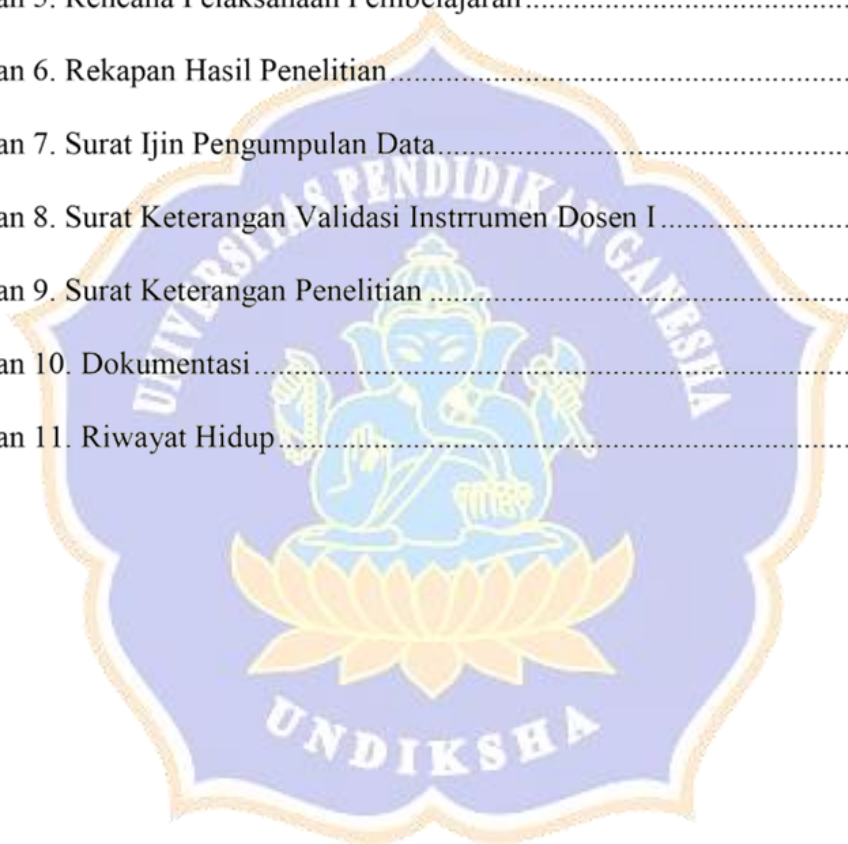 an 5. Rencana Pelaksanaan Pembelajaran........................................
an 6. Rekapan Hasil Penelitian........................................................
an 7. Surat Ijin Pengumpulan Data..................................................
an 8. Surat Keterangan Validasi Instrrumen Dosen I........................
an 9. Surat Keterangan Penelitian ...................................................
an 10. Dokumentasi.........................................................................
an 11. Riwayat Hidup......................................................................
UNIVERSITAS PENDIDIKAN GANESHA
UNDIKSHA